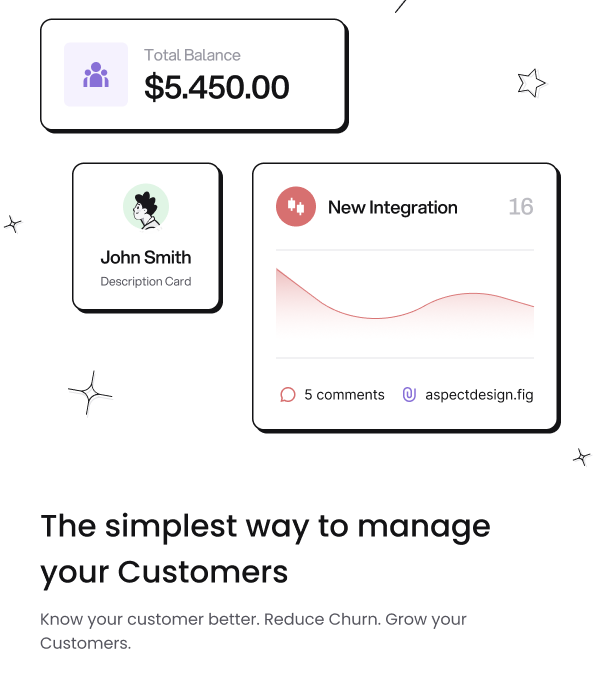 Total Balance
$5.450.00
John Smith
Description Card
New Integration
16
5 comments
aspectdesign.fig
The simplest way to manage
your Customers
Know your customer better. Reduce Churn. Grow your
Customers.